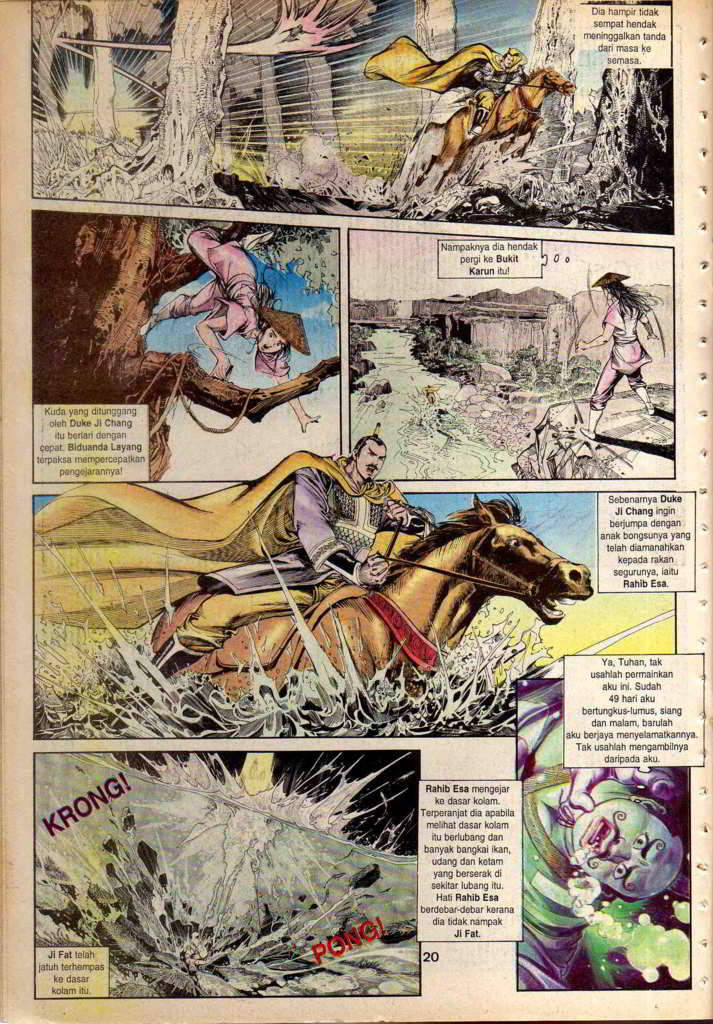 Dia hampir tidak
sempat hendak
meninggalkan tanda
dari masa ke
semasa.
Kuda yang ditunggang
oleh Duke Ji Chang
itu berlari dengan
cepat. Biduanda Layang
terpaksa mempercepatkan
pengejarannya!
Nampaknya dia hendak
pergi ke Bukit
Karun itu!
Sebenarnya Duke
Ji Chang ingin
berjumpa dengan
anak bongsunya yang
telah diamanahkan
kepada rakan
segurunya, iaitu
Rahib Esa.
Ya, Tuhan, tak
usahlah permainkan
aku ini. Sudah
49 hari aku
bertungkus-lumus, siang
dan malam, barulah
aku berjaya menyelamatkannya.
Tak usahlah mengambilnya
daripada aku.
KRONG!
PONG!
Ji Fat telah
jatuh terhempas
ke dasar
kolam itu.
Rahib Esa mengejar
ke dasar kolam.
Terperanjat dia apabila
melihat dasar kolam
itu berlubang dan
banyak bangkai ikan,
udang dan ketam
yang berserak di
sekitar lubang itu.
Hati Rahib Esa
berdebar-debar kerana
dia tidak nampak
Ji Fat.
20